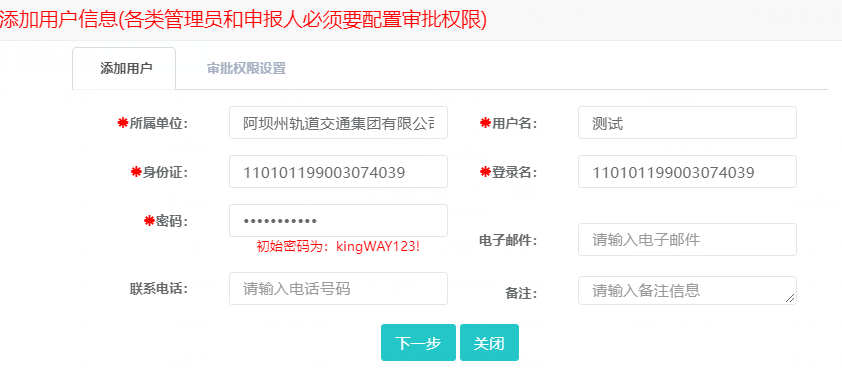 添加用户信息(各类管理员和申报人必须要配置审批权限)
添加用户 审批权限设置
*所属单位: 阿坝州轨道交通集团有限公司 *用户名: 测试
*身份证: 110101199003074039 *登录名: 110101199003074039
*密码: •••••••••••
初始密码为：kingWAY123!
电子邮件: 请输入电子邮件
联系电话: 请输入电话号码
备注: 请输入备注信息
下一步 关闭